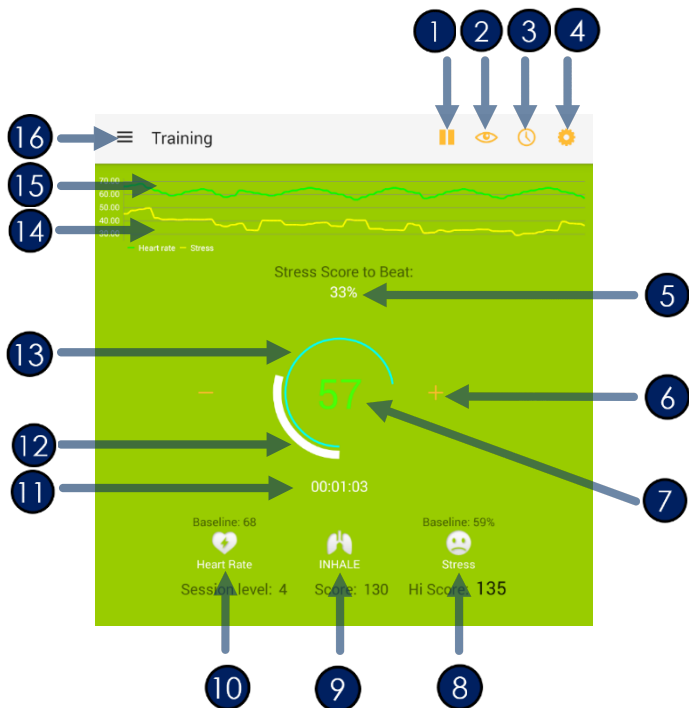 1 2 3 4
16 Training
15 70.00
60.00
50.00
14 40.00
30.00
Heart rate Stress
Stress Score to Beat:
33% 5
13
57 6
12
11 00:01:03 7
Baseline: 68 Baseline: 59%
Heart Rate INHALE Stress
Session level: 4 Score: 130 Hi Score: 135
10 9 8